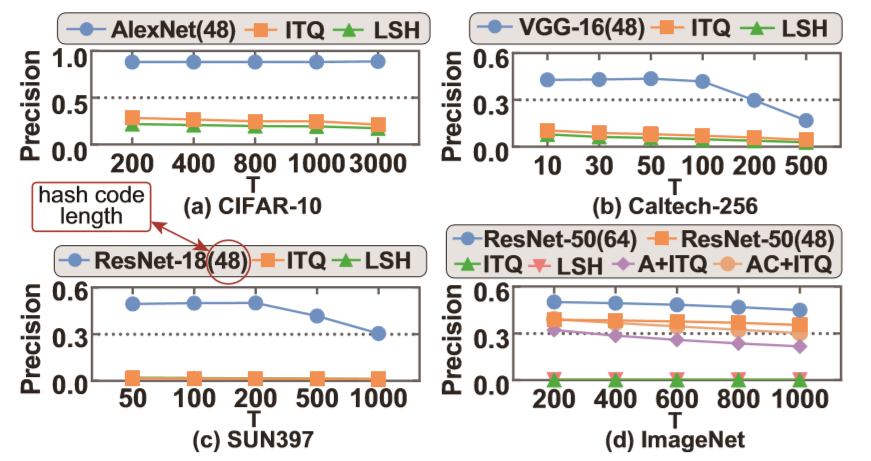 AlexNet(48) ITQ LSH
Precision
1.0
0.5
0.0
200 400 800 1000 3000
T
(a) CIFAR-10
VGG-16(48) ITQ LSH
Precision
0.6
0.3
0.0
10 30 50 100 200 500
T
(b) Caltech-256
hash code
length
ResNet-18(48) ITQ LSH
Precision
0.6
0.3
0.0
50 100 200 500 1000
T
(c) SUN397
ResNet-50(64) ResNet-50(48)
ITQ LSH A+ITQ AC+ITQ
Precision
0.6
0.3
0.0
200 400 600 800 1000
T
(d) ImageNet